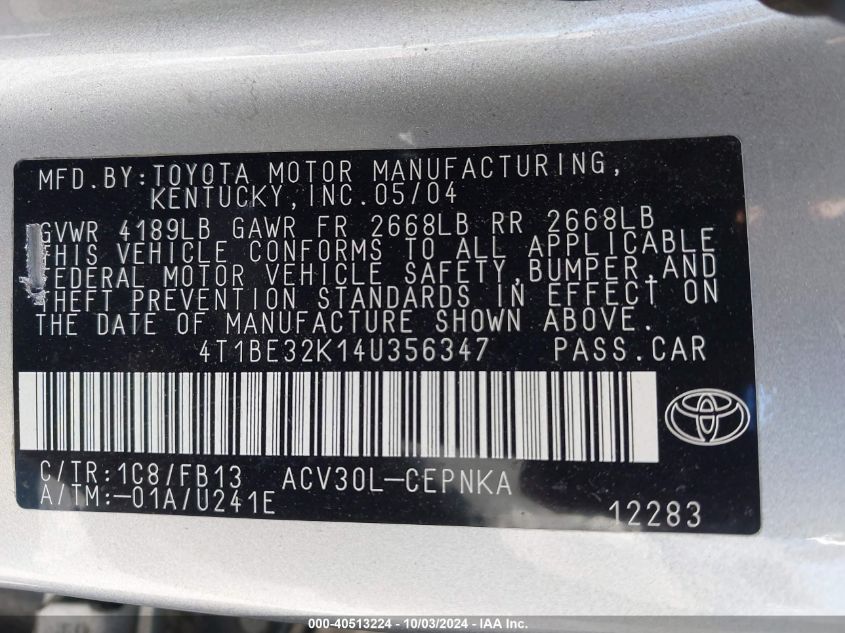 MFD.BY:TOYOTA MOTOR MANUFACTURING,
KENTUCKY,INC.05/04
GVWR 4189LB GAWR FR 2668LB RR 2668LB
THIS VEHICLE CONFORMS TO ALL APPLICABLE
FEDERAL MOTOR VEHICLE SAFETY,BUMPER,AND
THEFT PREVENTION STANDARDS IN EFFECT ON
THE DATE OF MANUFACTURE SHOWN ABOVE.
4T1BE32K14U356347 PASS.CAR
C/TR:1C8/FB13 ACV30L-CEPNKA
A/TM:-01A/U241E
12283
000-40513224 - 10/03/2024 - IAA Inc.